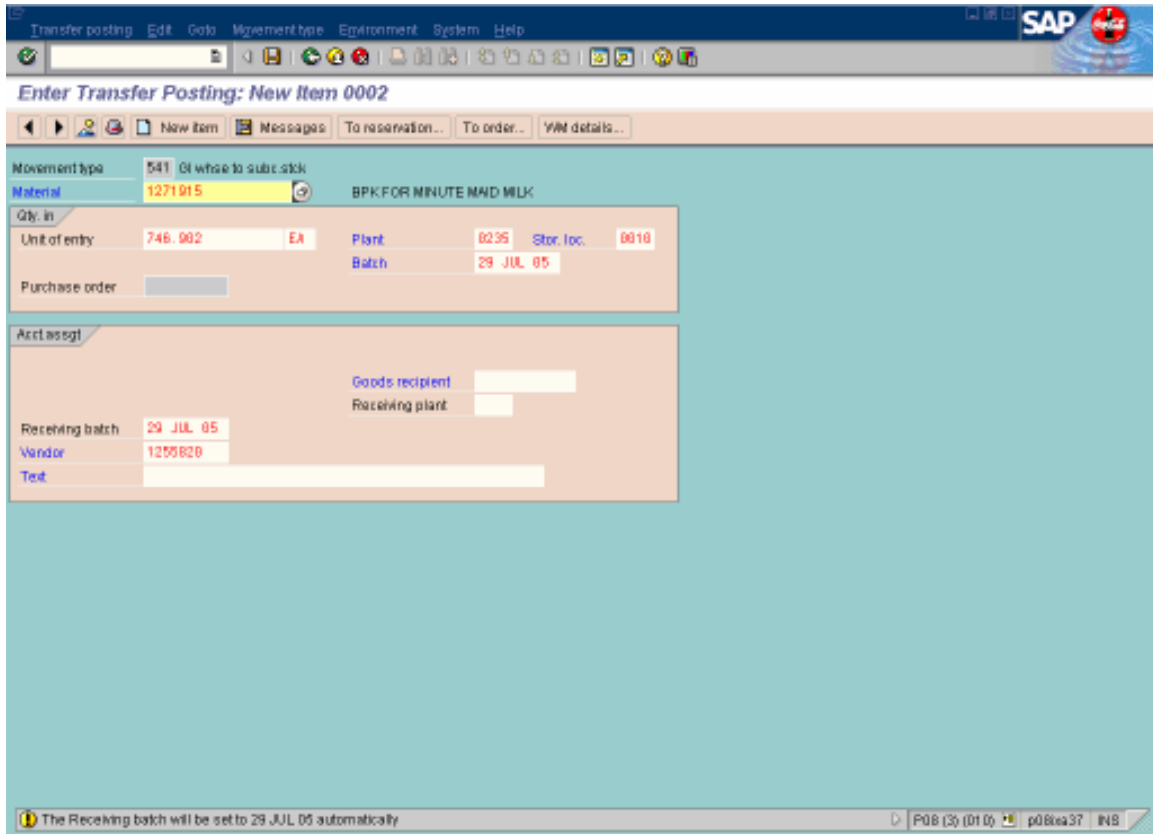 Transfer posting Edit Goto Movement type Environment System Help
SAP
Enter Transfer Posting: New Item 0002
New item Messages To reservation... To order... WM details...
Movement type 541 GI whse to subc.stck
Material 1271915 BPK FOR MINUTE MAID MILK
Qty. in
Unit of entry 746.902 EA Plant 0235 Stor. loc. 0010
Batch 29 JUL 05
Purchase order
Acct assgt
Goods recipient
Receiving plant
Receiving batch 29 JUL 05
Vendor 1255820
Text
The Receiving batch will be set to 29 JUL 05 automatically P08 (3) (010) INS